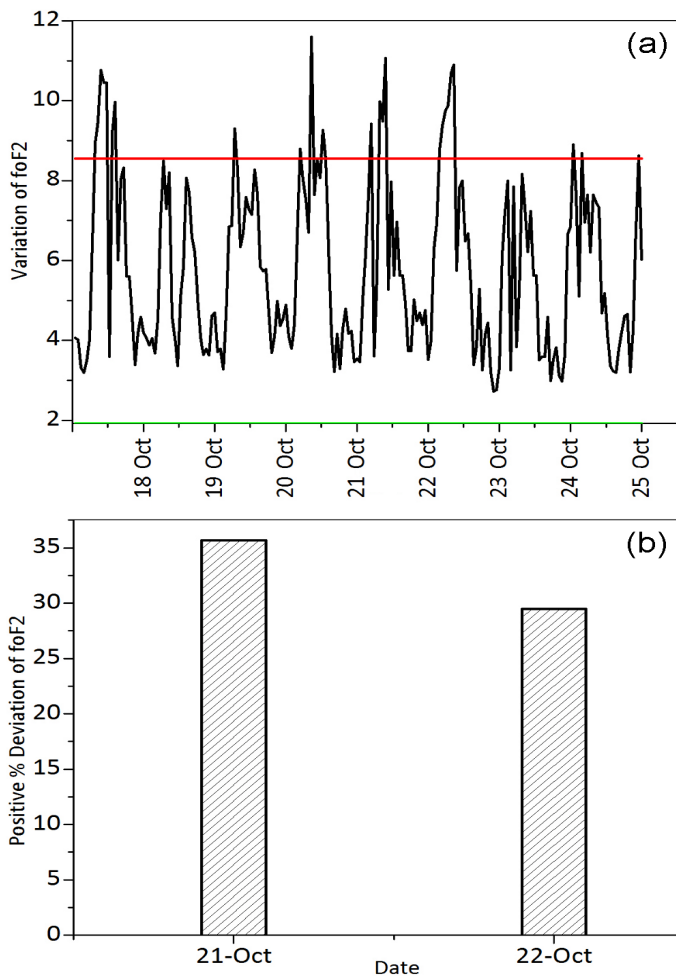 (a)
Variation of foF2
12
10
8
6
4
2
18 Oct
19 Oct
20 Oct
21 Oct
22 Oct
23 Oct
24 Oct
25 Oct
(b)
Positive % Deviation of foF2
35
30
25
20
15
10
5
0
21-Oct
22-Oct
Date